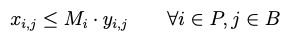 x_{i,j} ≤ M_i · y_{i,j}  ∀i ∈ P, j ∈ B